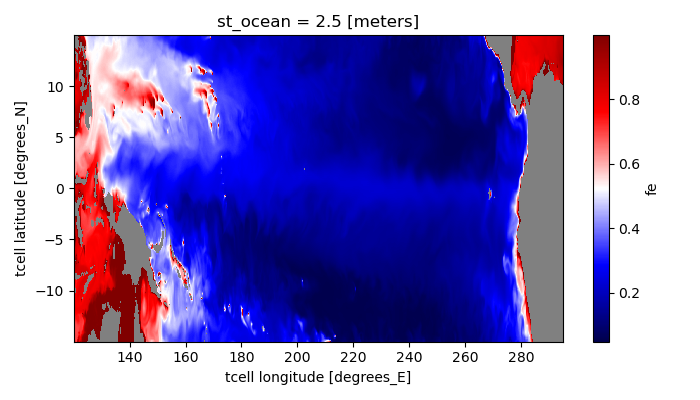 st_ocean = 2.5 [meters]
10
5
0
−5
−10
tcell latitude [degrees_N]
140 160 180 200 220 240 260 280
tcell longitude [degrees_E]
0.8
0.6
0.4
0.2
fe